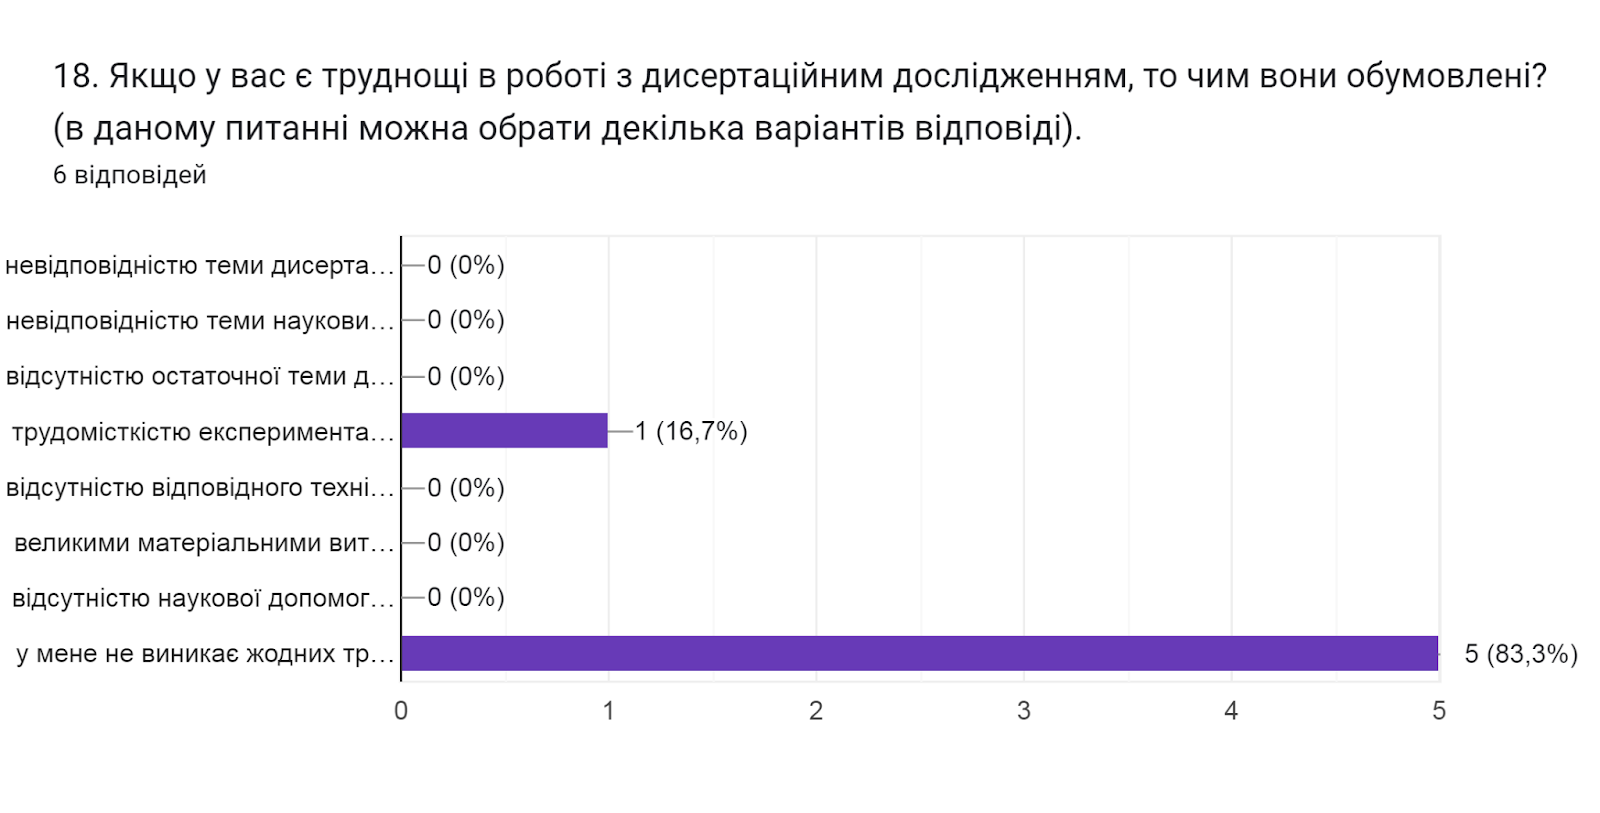 18. Якщо у вас є труднощі в роботі з дисертаційним дослідженням, то чим вони обумовлені?
(в даному питанні можна обрати декілька варіантів відповіді).
6 відповідей
невідповідністю теми дисерта… 0 (0%)
невідповідністю теми наукови… 0 (0%)
відсутністю остаточної теми д… 0 (0%)
трудомісткістю експеримента… 1 (16,7%)
відсутністю відповідного техні… 0 (0%)
великими матеріальними вит… 0 (0%)
відсутністю наукової допомог… 0 (0%)
у мене не виникає жодних тр… 5 (83,3%)
0 1 2 3 4 5